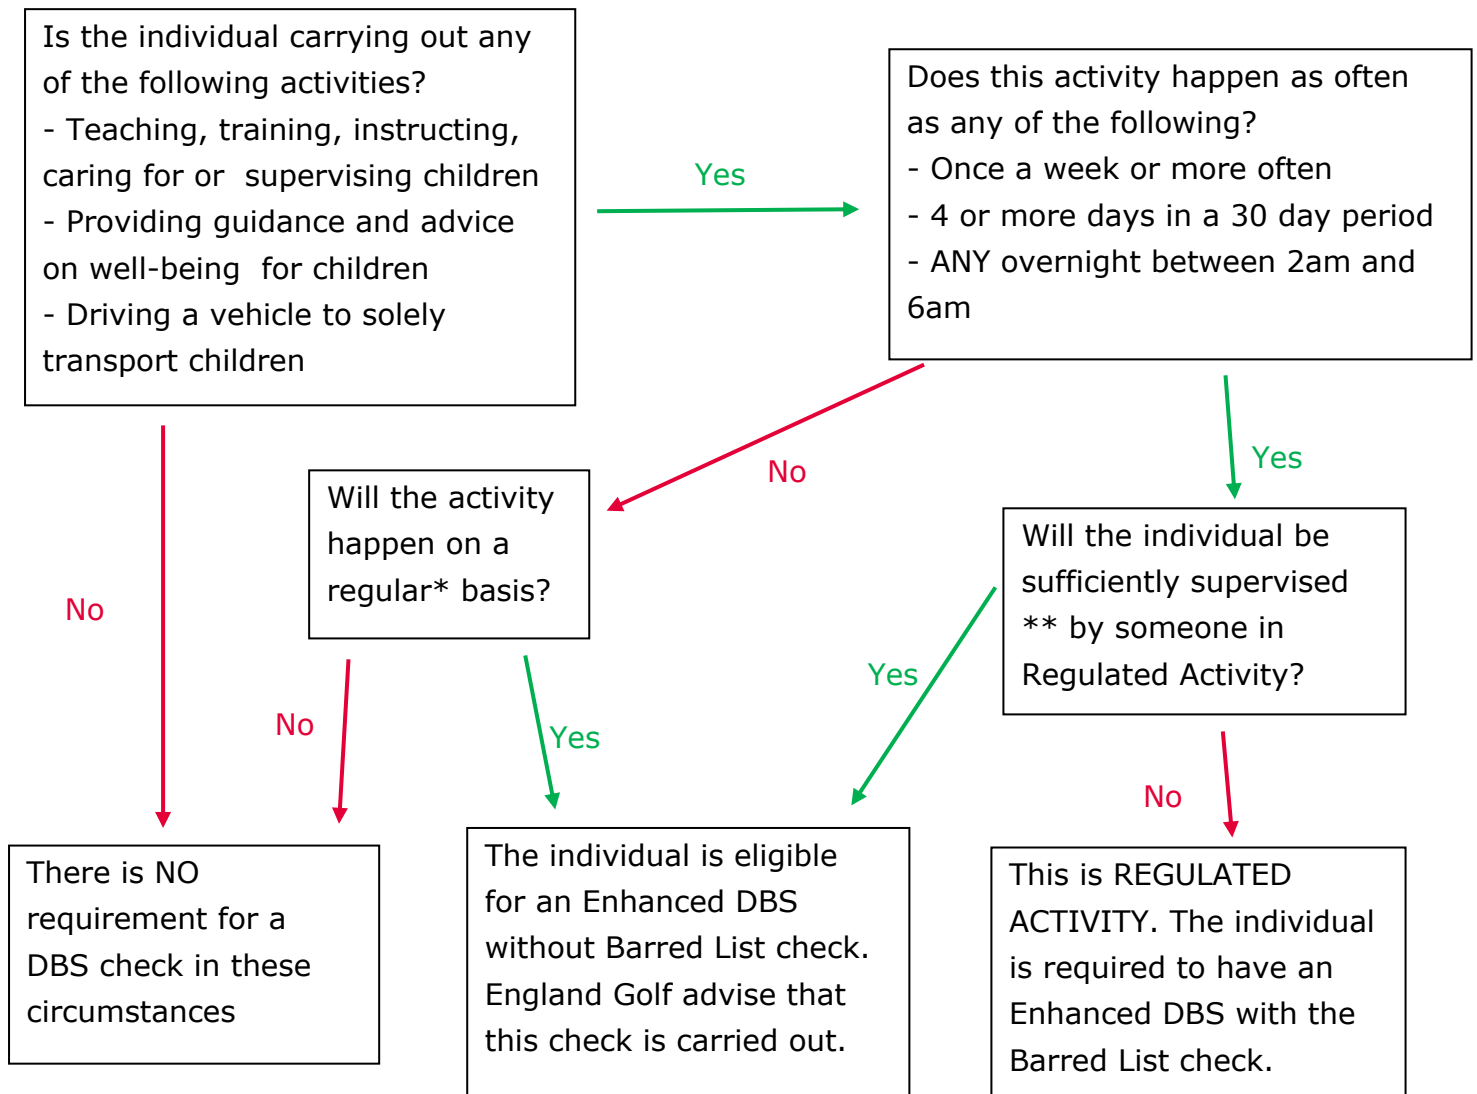 Is the individual carrying out any
of the following activities?
- Teaching, training, instructing,
caring for or  supervising children
- Providing guidance and advice
on well-being  for children
- Driving a vehicle to solely
transport children
Yes
Does this activity happen as often
as any of the following?
- Once a week or more often
- 4 or more days in a 30 day period
- ANY overnight between 2am and
6am
No
Yes
Will the activity
happen on a
regular* basis?
Will the individual be
sufficiently supervised
** by someone in
Regulated Activity?
No
No
Yes
Yes
No
There is NO
requirement for a
DBS check in these
circumstances
The individual is eligible
for an Enhanced DBS
without Barred List check.
England Golf advise that
this check is carried out.
This is REGULATED
ACTIVITY. The individual
is required to have an
Enhanced DBS with the
Barred List check.